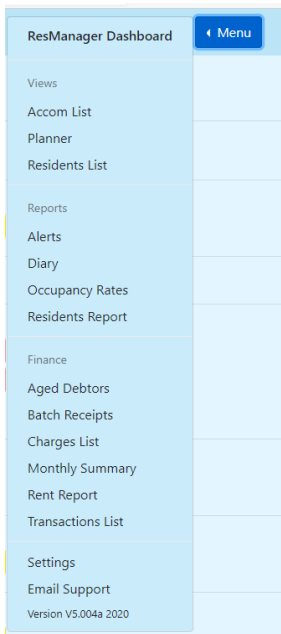 ResManager Dashboard
Menu
Views
Accom List
Planner
Residents List
Reports
Alerts
Diary
Occupancy Rates
Residents Report
Finance
Aged Debtors
Batch Receipts
Charges List
Monthly Summary
Rent Report
Transactions List
Settings
Email Support
Version V5.004a 2020